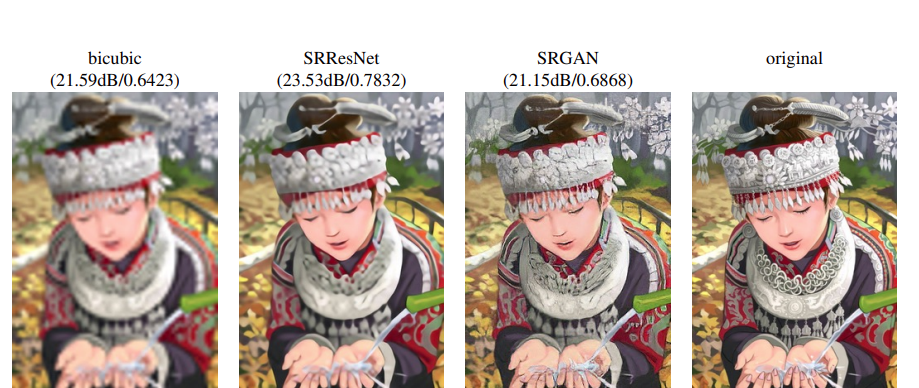 bicubic
(21.59dB/0.6423)
SRResNet
(23.53dB/0.7832)
SRGAN
(21.15dB/0.6868)
original